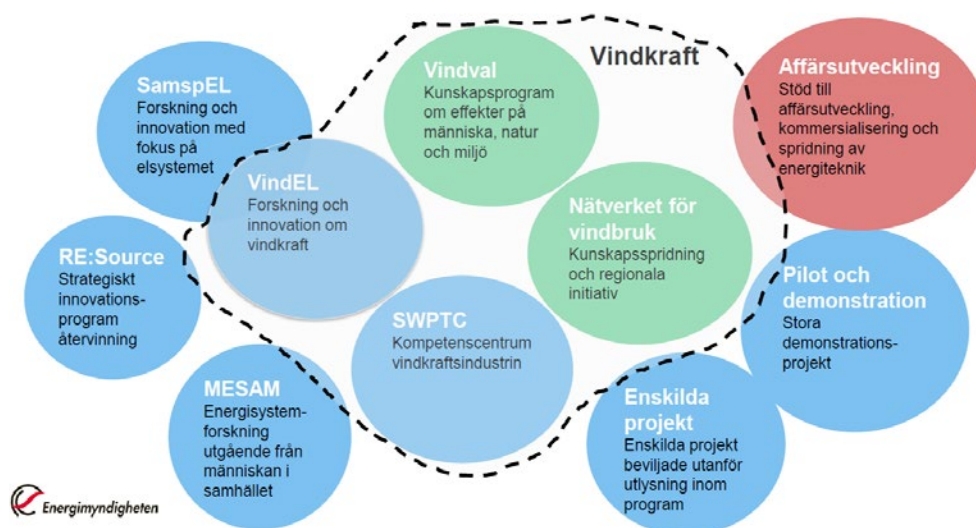 Vindkraft
SamspEL
Forskning och
innovation med
fokus på
elsystemet
Vindval
Kunskapsprogram
om effekter på
människa, natur
och miljö
Affärsutveckling
Stöd till
affärsutveckling,
kommersialisering och
spridning av
energiteknik
VindEL
Forskning och
innovation om
vindkraft
Nätverket för
vindbruk
Kunskapsspridning
och regionala
initiativ
RE:Source
Strategiskt
innovations-
program
återvinning
SWPTC
Kompetenscentrum
vindkraftsindustrin
Pilot och
demonstration
Stora
demonstrations-
projekt
MESAM
Energisystem-
forskning
utgående från
människan i
samhället
Enskilda
projekt
Enskilda projekt
beviljade utanför
utlysning inom
program
Energimyndigheten